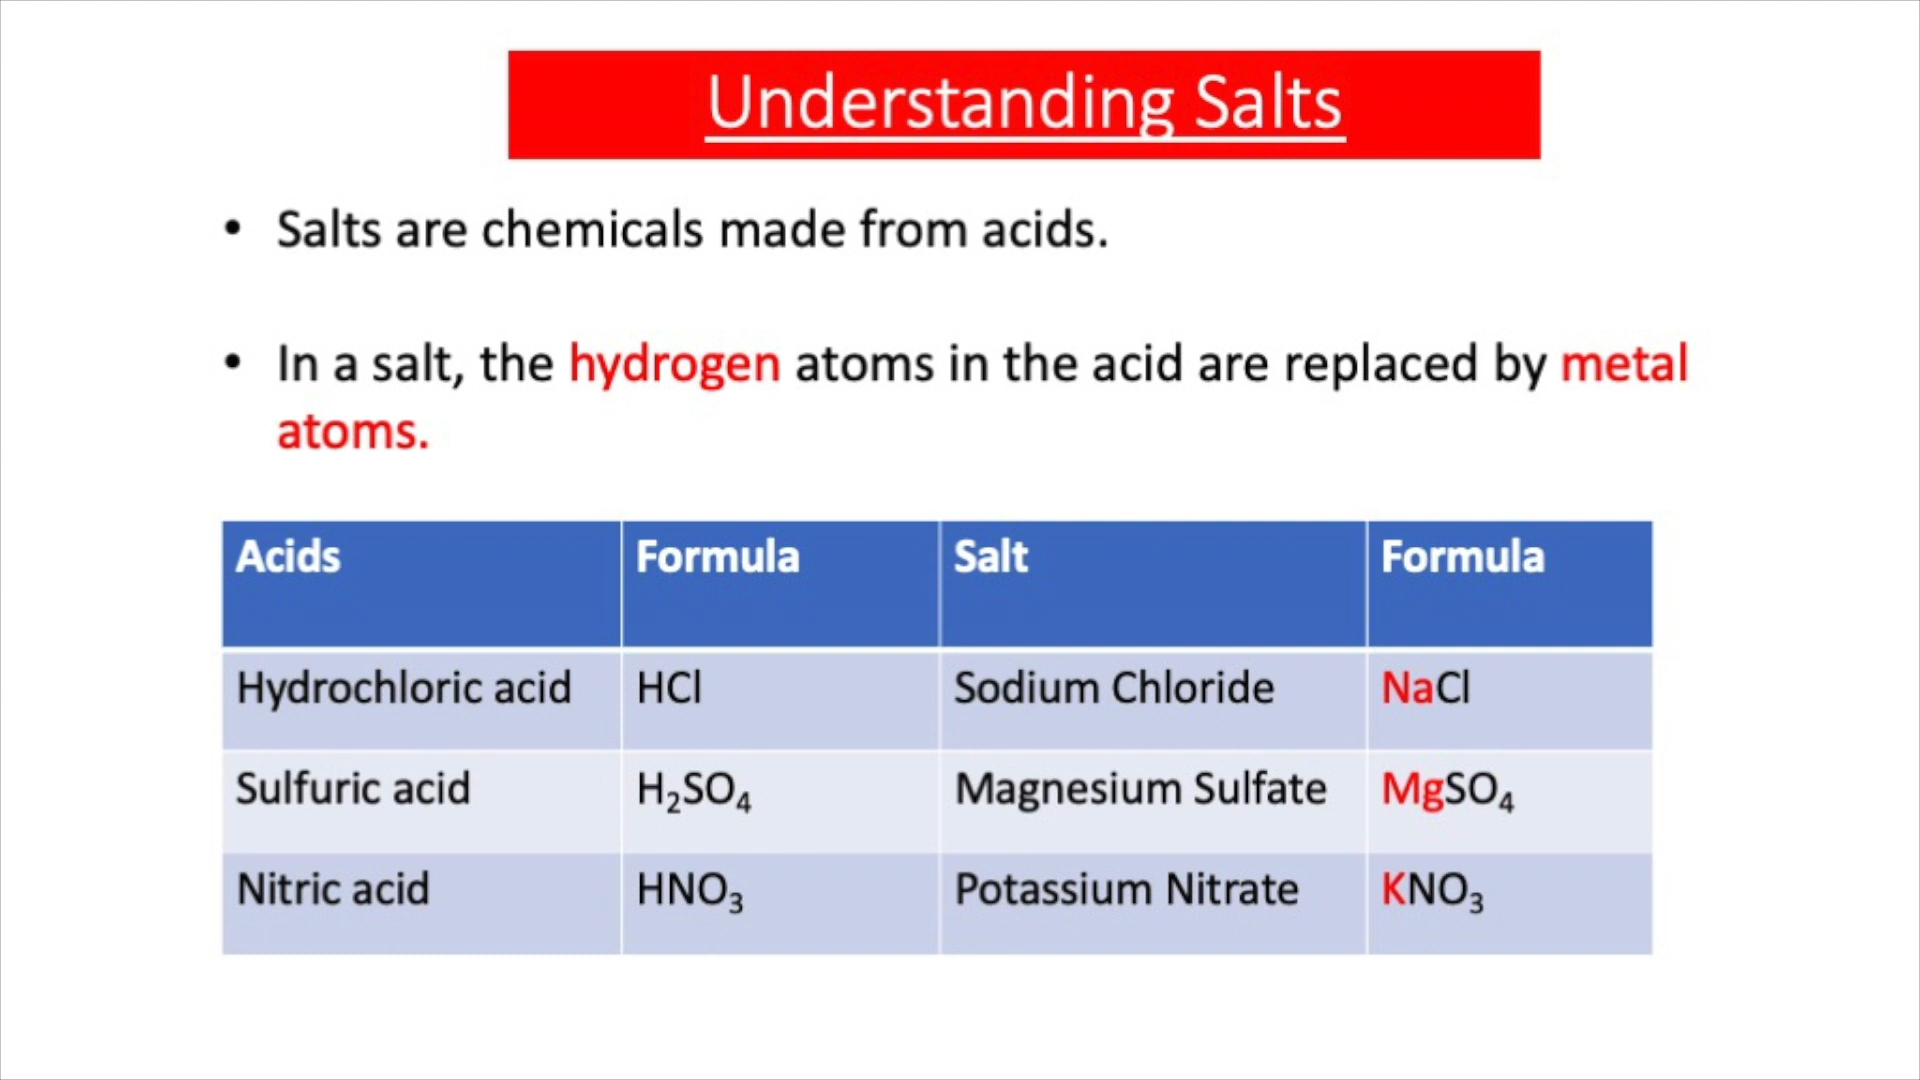 Understanding Salts
• Salts are chemicals made from acids.
• In a salt, the hydrogen atoms in the acid are replaced by metal
atoms.
Acids Formula Salt Formula
Hydrochloric acid HCl Sodium Chloride NaCl
Sulfuric acid H₂SO₄ Magnesium Sulfate MgSO₄
Nitric acid HNO₃ Potassium Nitrate KNO₃